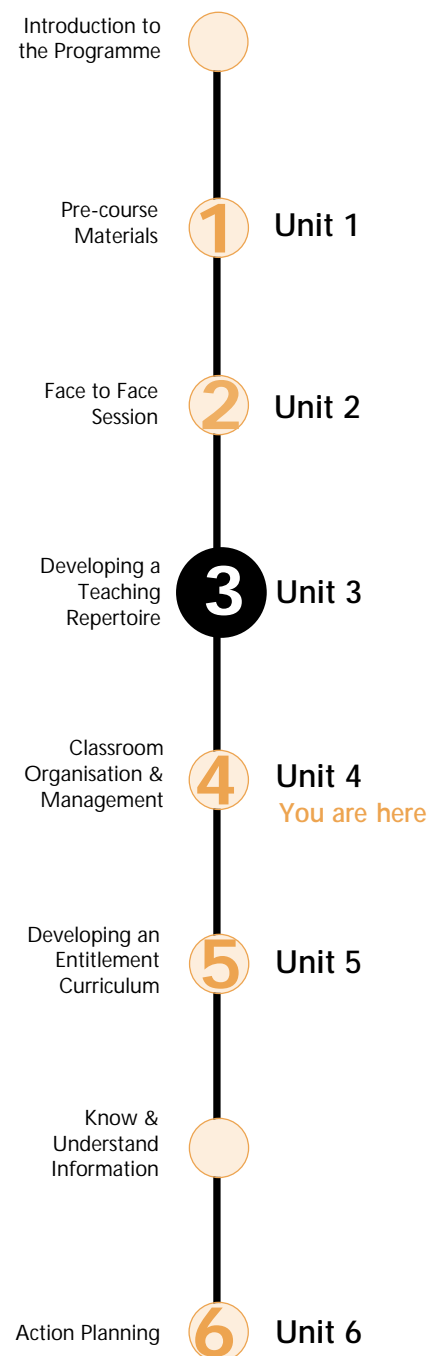 Introduction to
the Programme
Pre-course
Materials
1
Unit 1
Face to Face
Session
2
Unit 2
Developing a
Teaching
Repertoire
3
Unit 3
Classroom
Organisation &
Management
4
Unit 4
You are here
Developing an
Entitlement
Curriculum
5
Unit 5
Know &
Understand
Information
Action Planning
6
Unit 6